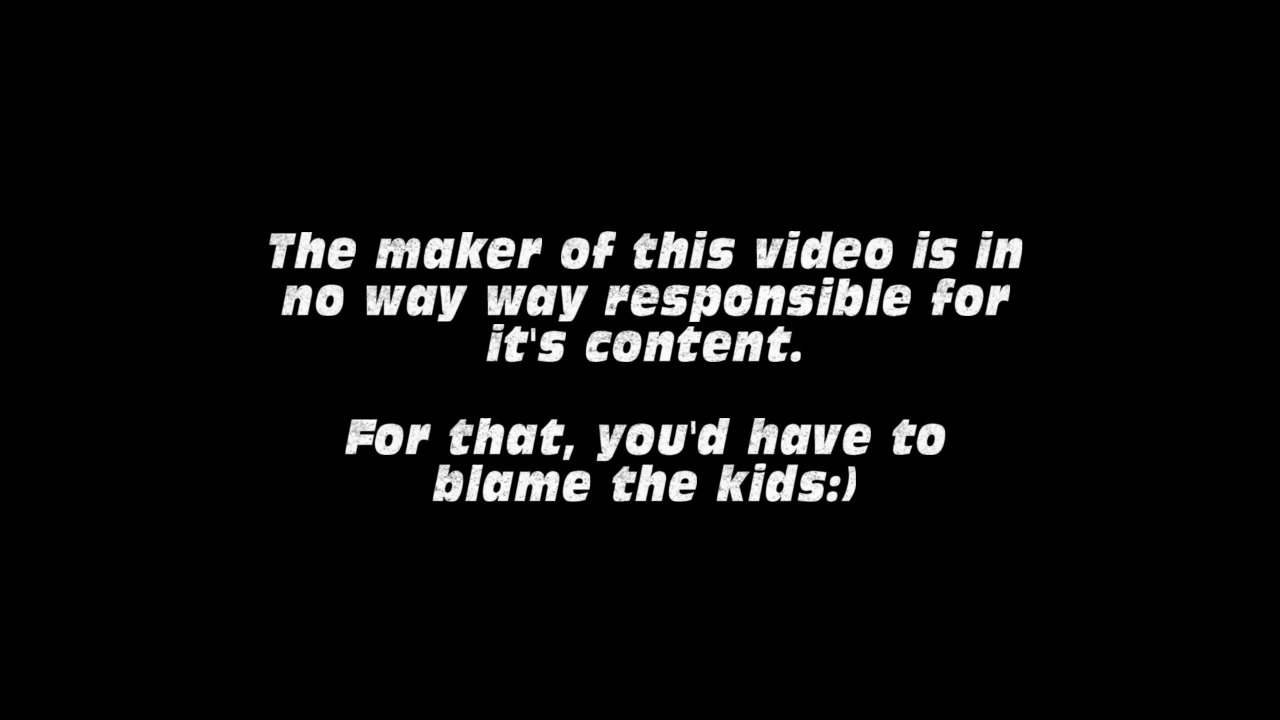 The maker of this video is in
no way way responsible for
it's content.
For that, you'd have to
blame the kids:)